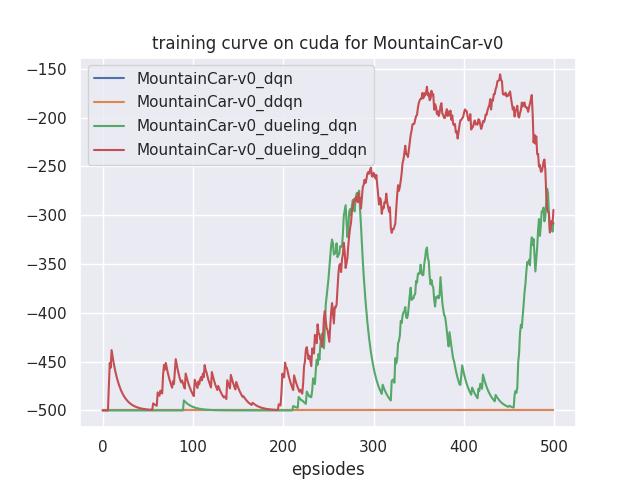 training curve on cuda for MountainCar-v0
−150
−200
−250
−300
−350
−400
−450
−500
MountainCar-v0_dqn
MountainCar-v0_ddqn
MountainCar-v0_dueling_dqn
MountainCar-v0_dueling_ddqn
0 100 200 300 400 500
epsiodes